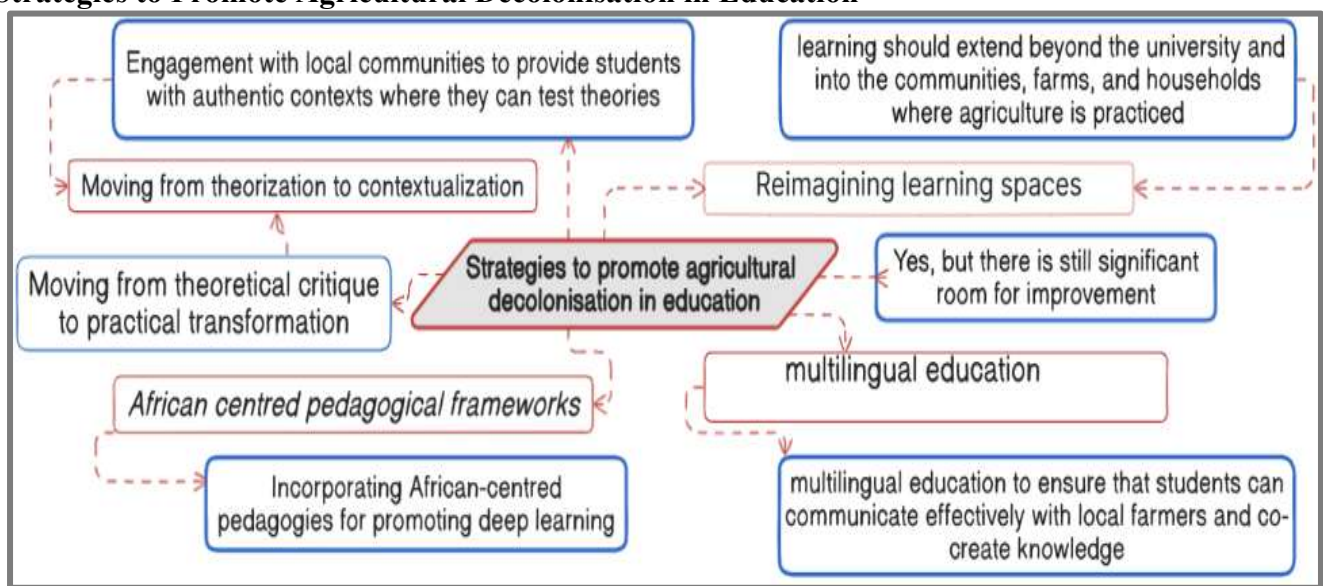 Strategies to Promote Agricultural Decolonisation in Education
Engagement with local communities to provide students
with authentic contexts where they can test theories
learning should extend beyond the university and
into the communities, farms, and households
where agriculture is practiced
Moving from theorization to contextualization
Reimagining learning spaces
Moving from theoretical critique
to practical transformation
Strategies to promote agricultural
decolonisation in education
Yes, but there is still significant
room for improvement
multilingual education
African centred pedagogical frameworks
Incorporating African-centred
pedagogies for promoting deep learning
multilingual education to ensure that students can
communicate effectively with local farmers and co-
create knowledge